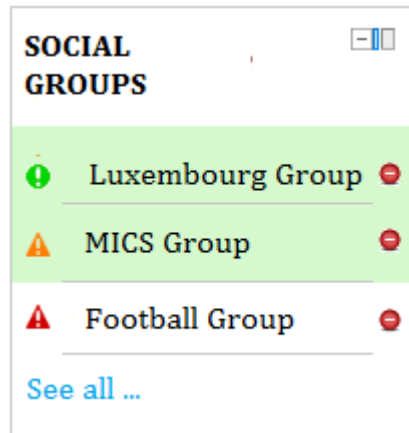 SOCIAL
GROUPS
Luxembourg Group
MICS Group
Football Group
See all ...